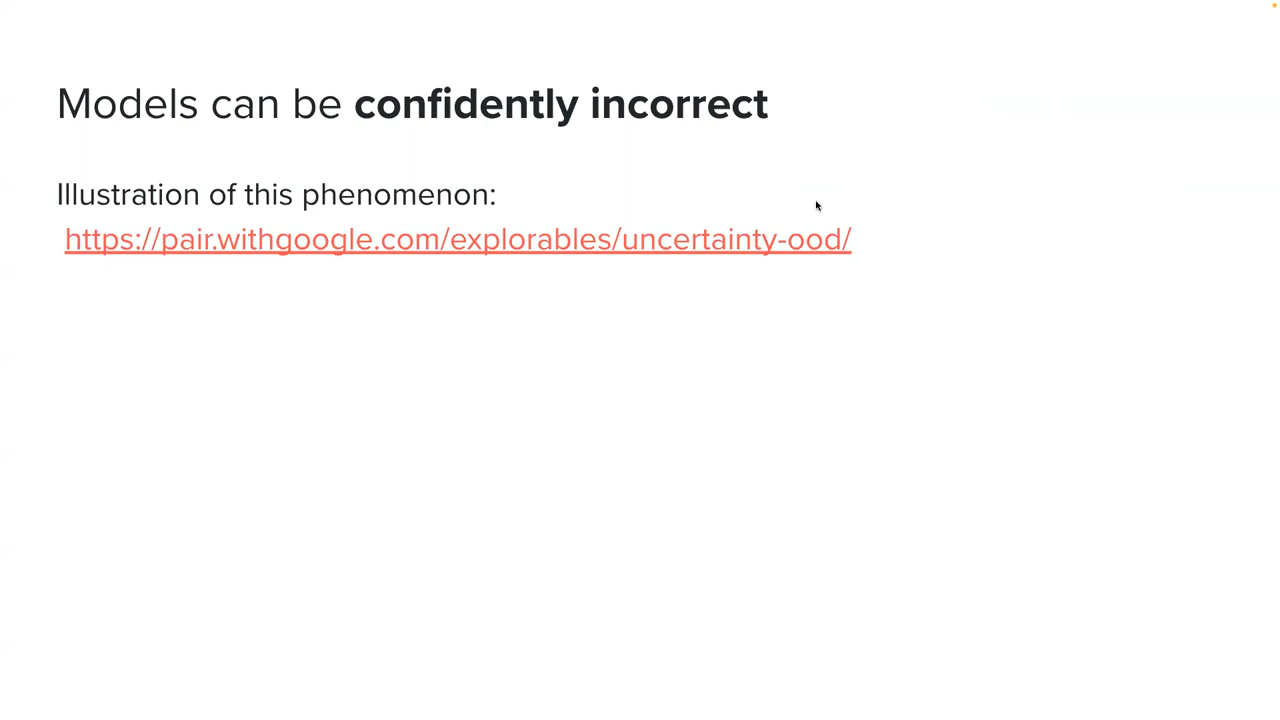 Models can be confidently incorrect
Illustration of this phenomenon:
https://pair.withgoogle.com/explorables/uncertainty-ood/